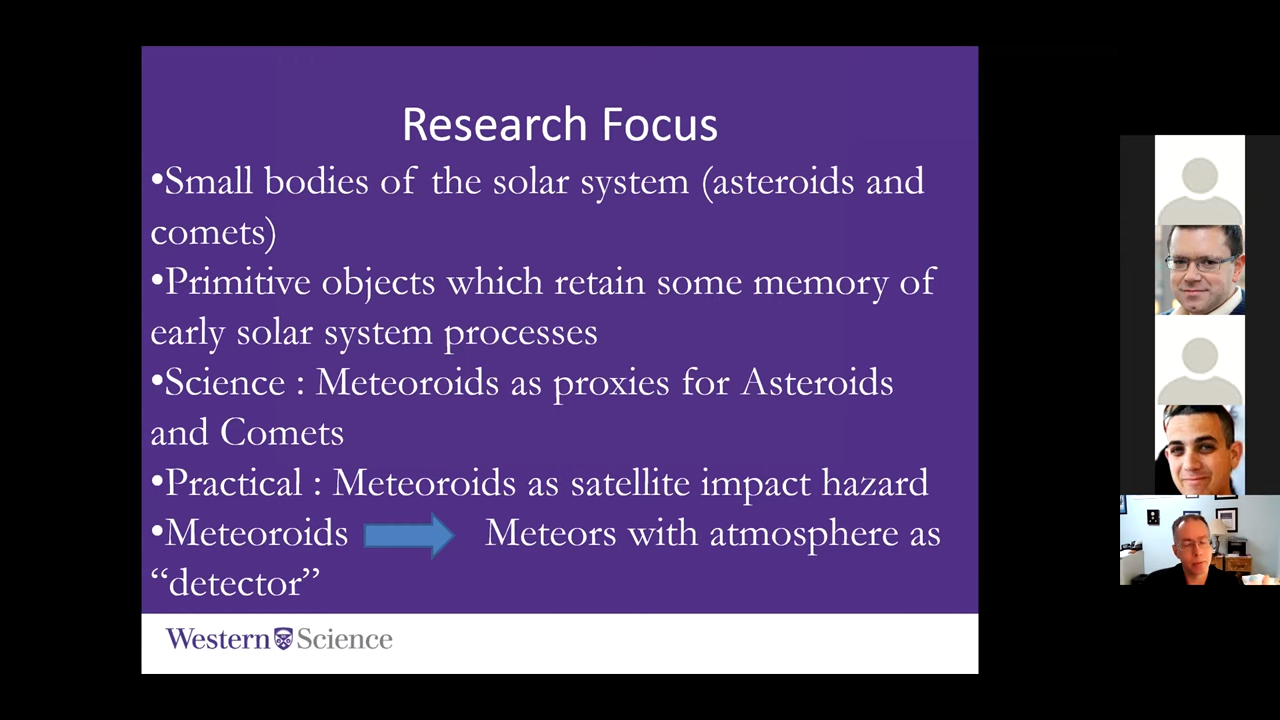 Research Focus
•Small bodies of the solar system (asteroids and
comets)
•Primitive objects which retain some memory of
early solar system processes
•Science : Meteoroids as proxies for Asteroids
and Comets
•Practical : Meteoroids as satellite impact hazard
•Meteoroids Meteors with atmosphere as
“detector”
Western Science